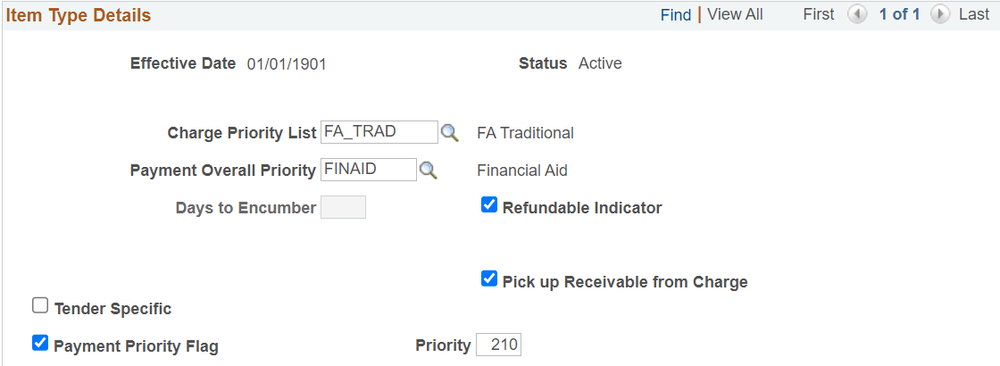 Item Type Details Find | View All First 1 of 1 Last
Effective Date 01/01/1901 Status Active
Charge Priority List FA_TRAD FA Traditional
Payment Overall Priority FINAID Financial Aid
Days to Encumber Refundable Indicator
Pick up Receivable from Charge
Tender Specific
Payment Priority Flag Priority 210